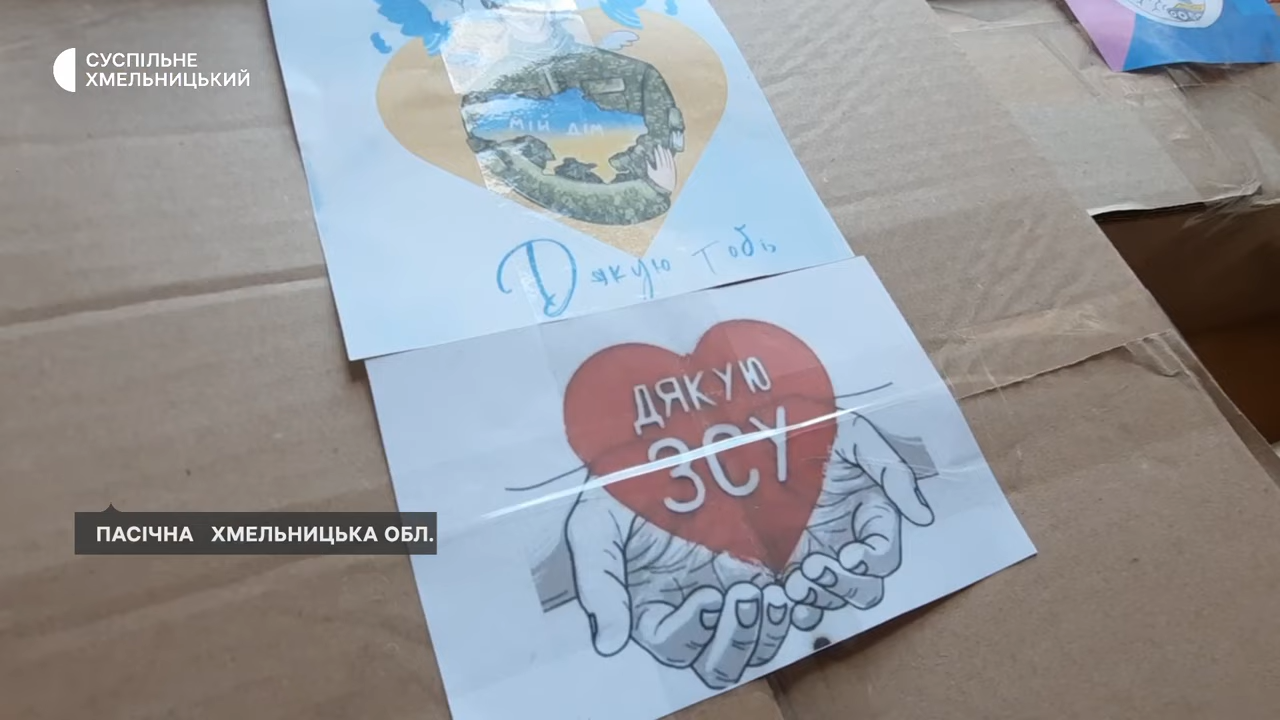 СУСПІЛЬНЕ
ХМЕЛЬНИЦЬКИЙ
МІЙ ДІМ
Дякую тобі
ДЯКУЮ
ЗСУ
ПАСІЧНА ХМЕЛЬНИЦЬКА ОБЛ.